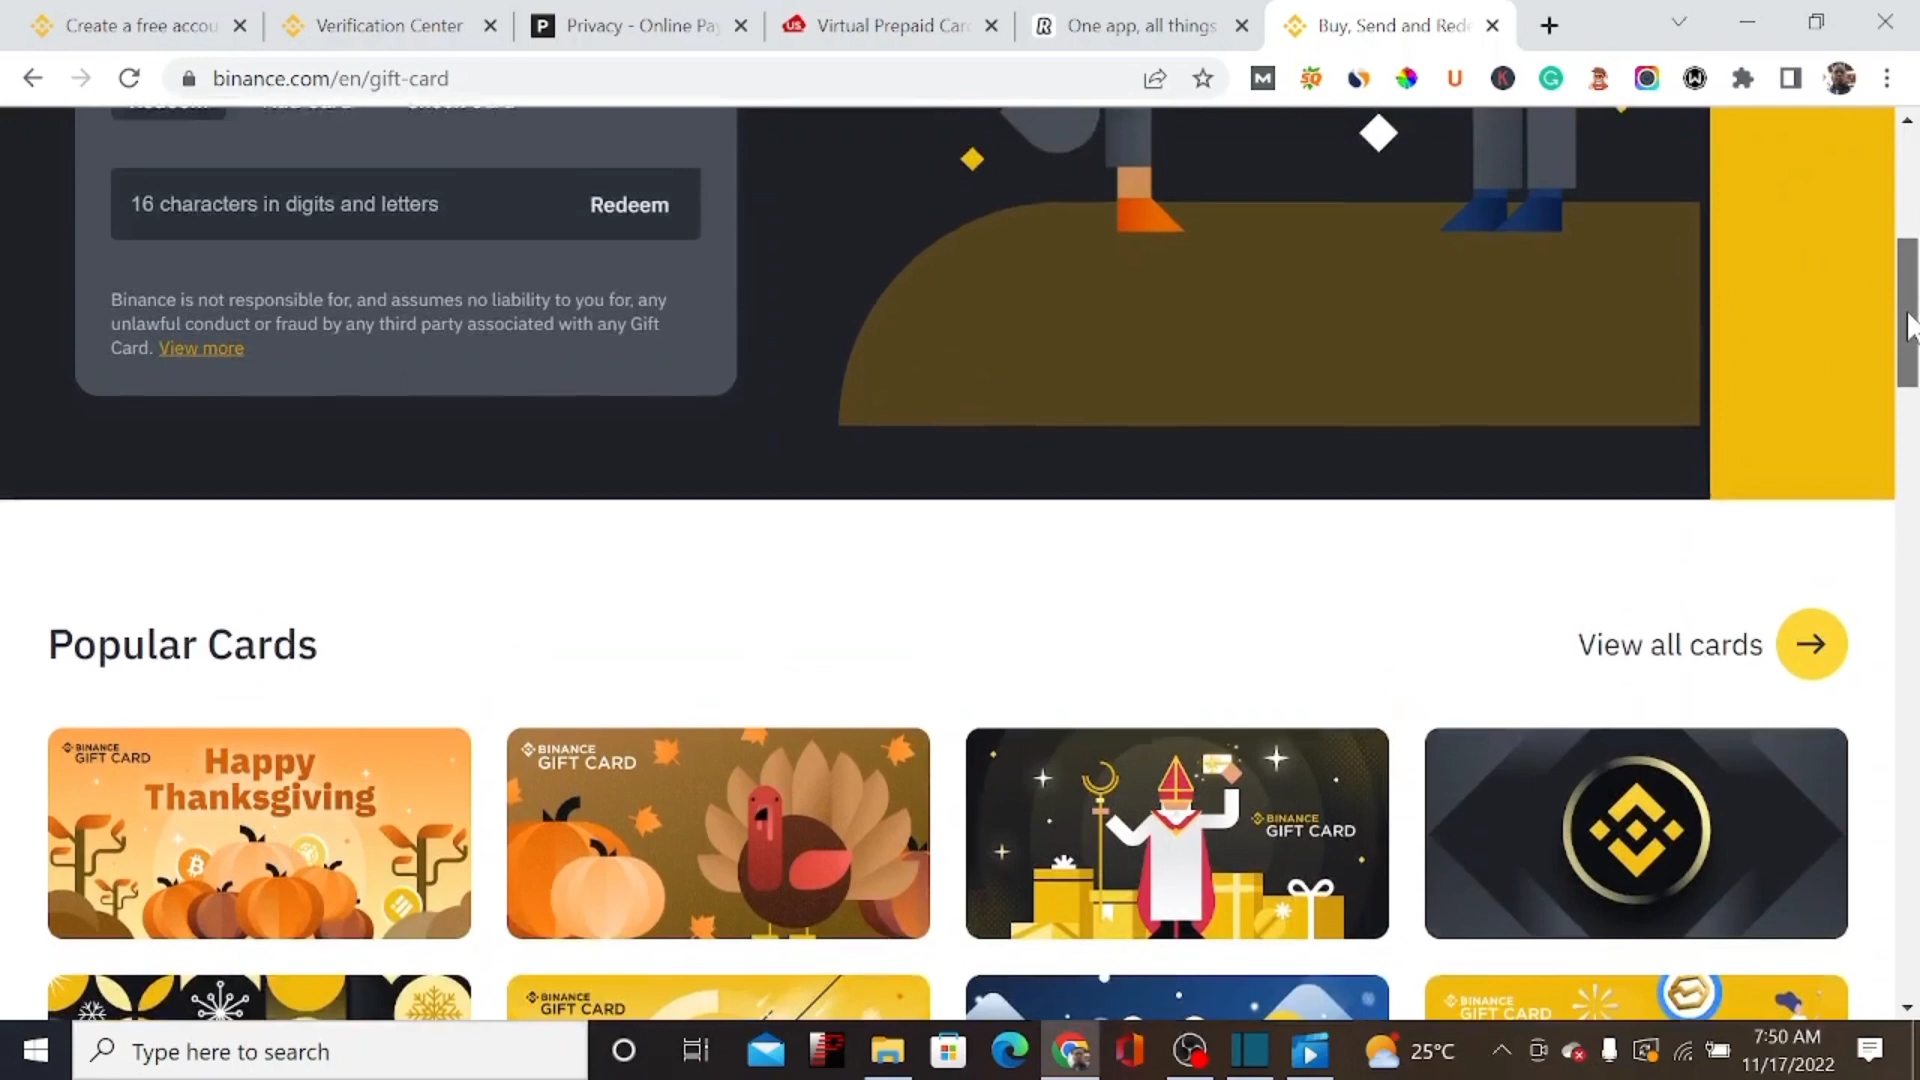 Create a free accou
Verification Center
Privacy - Online Pay
Virtual Prepaid Card
One app, all things
Buy, Send and Rede
binance.com/en/gift-card
16 characters in digits and letters
Redeem
Binance is not responsible for, and assumes no liability to you for, any
unlawful conduct or fraud by any third party associated with any Gift
Card. View more
Popular Cards
View all cards
BINANCE
GIFT CARD
Happy
Thanksgiving
BINANCE
GIFT CARD
BINANCE
GIFT CARD
BINANCE
GIFT CARD
BINANCE
GIFT CARD
Type here to search
25°C
7:50 AM
11/17/2022